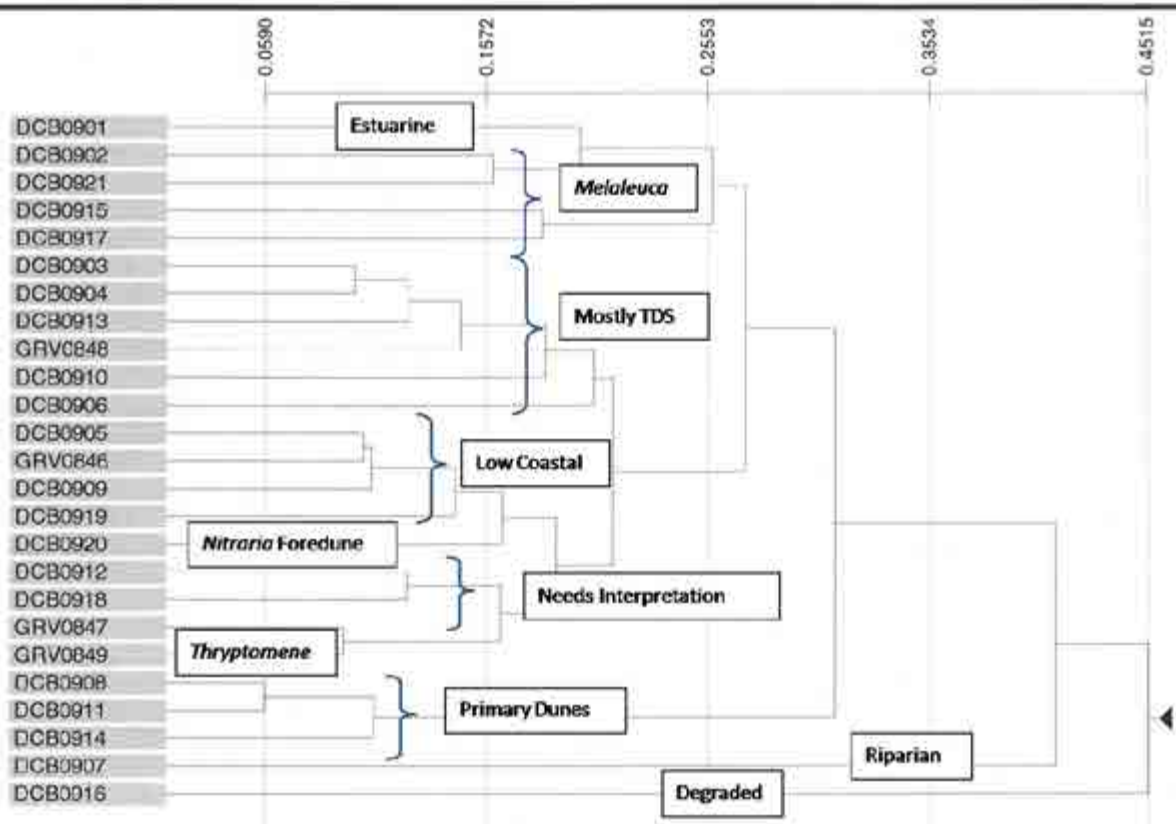 0.0590 0.1572 0.2553 0.3534 0.4515
DCB0901
Estuarine
DCB0902
DCB0921
Melaleuca
DCB0915
DCB0917
DCB0903
DCB0904
Mostly TDS
DCB0913
GRV0848
DCB0910
DCB0906
DCB0905
GRV0846
Low Coastal
DCB0909
DCB0919
DCB0920
Nitraria Foredune
DCB0912
DCB0918
Needs Interpretation
GRV0847
GRV0849
Thryptomene
DCB0908
DCB0911
Primary Dunes
DCB0914
DCB0907
Riparian
DCB0916
Degraded